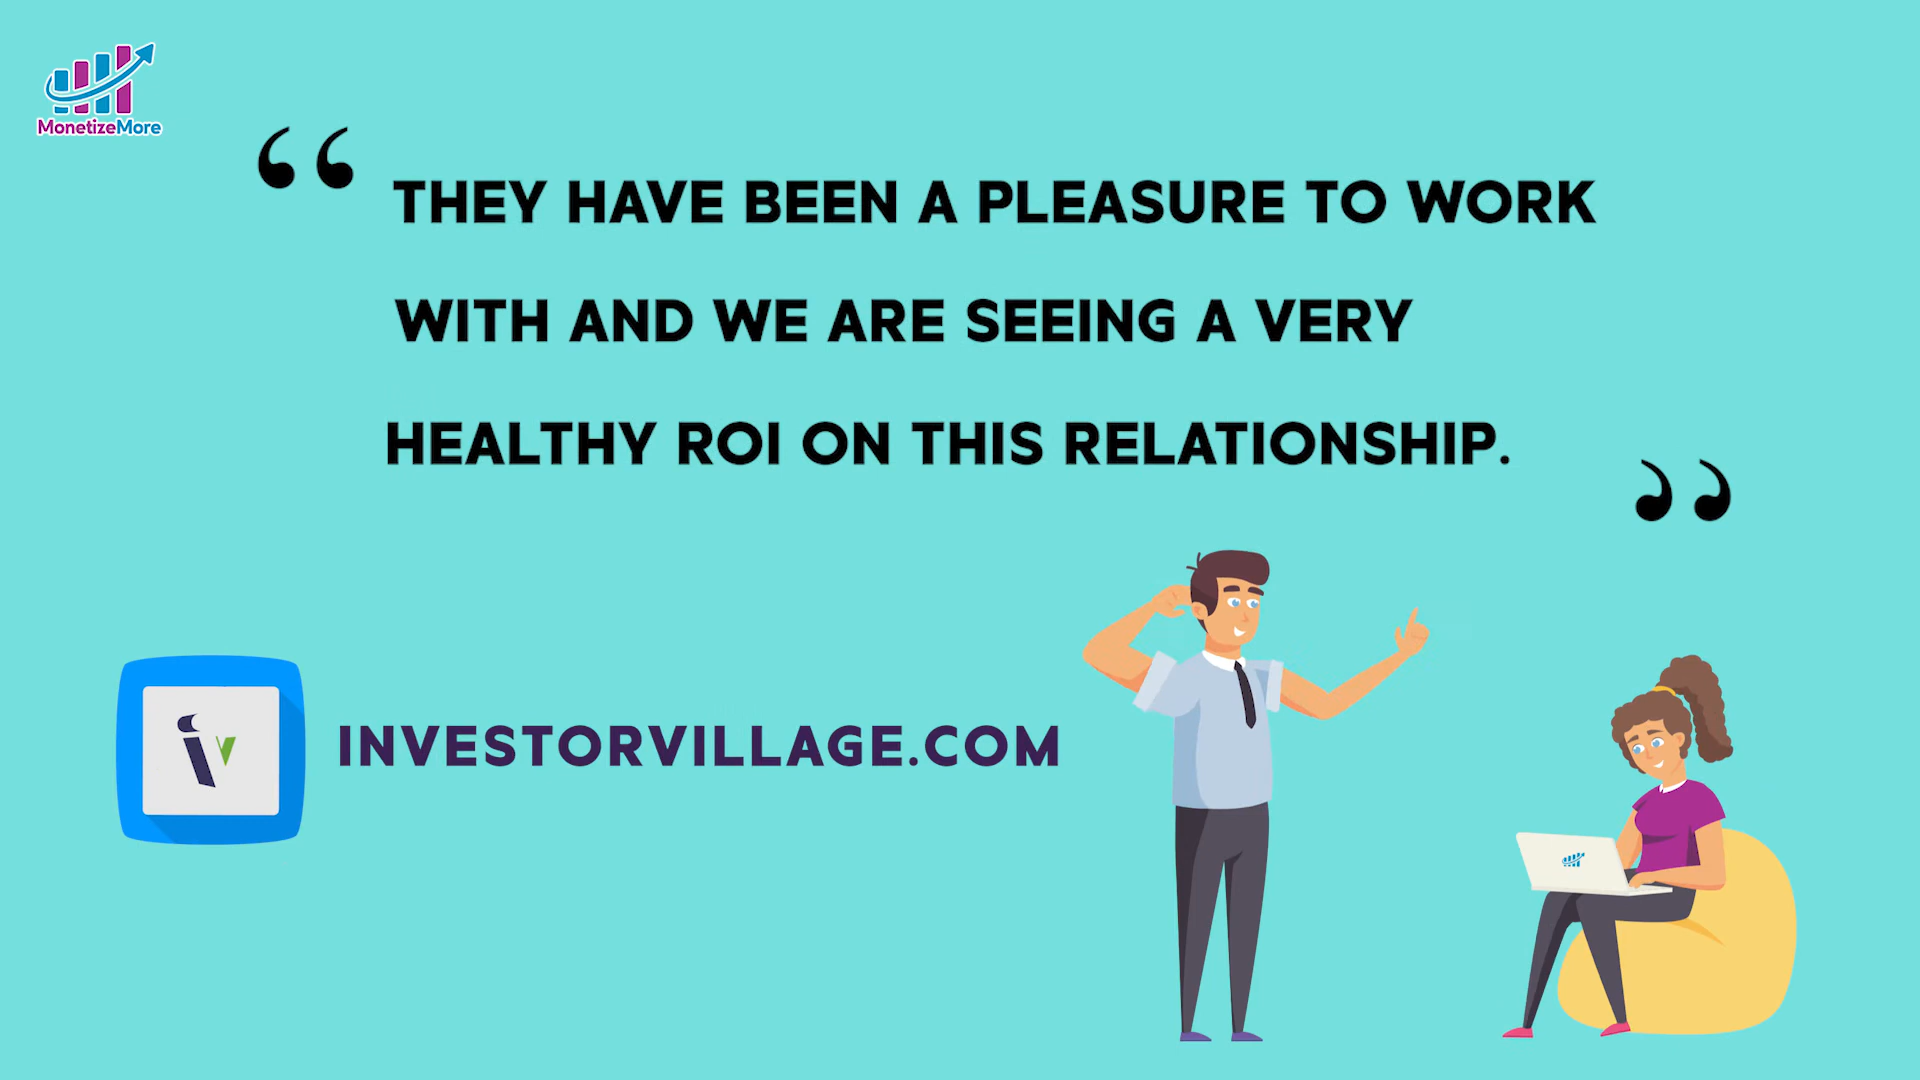 MonetizeMore
“ THEY HAVE BEEN A PLEASURE TO WORK
WITH AND WE ARE SEEING A VERY
HEALTHY ROI ON THIS RELATIONSHIP. ”
iv
INVESTORVILLAGE.COM